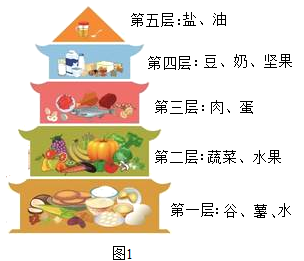 第五层:盐、油
第四层:豆、奶、坚果
第三层:肉、蛋
第二层:蔬菜、水果
第一层:谷、薯、水
图1